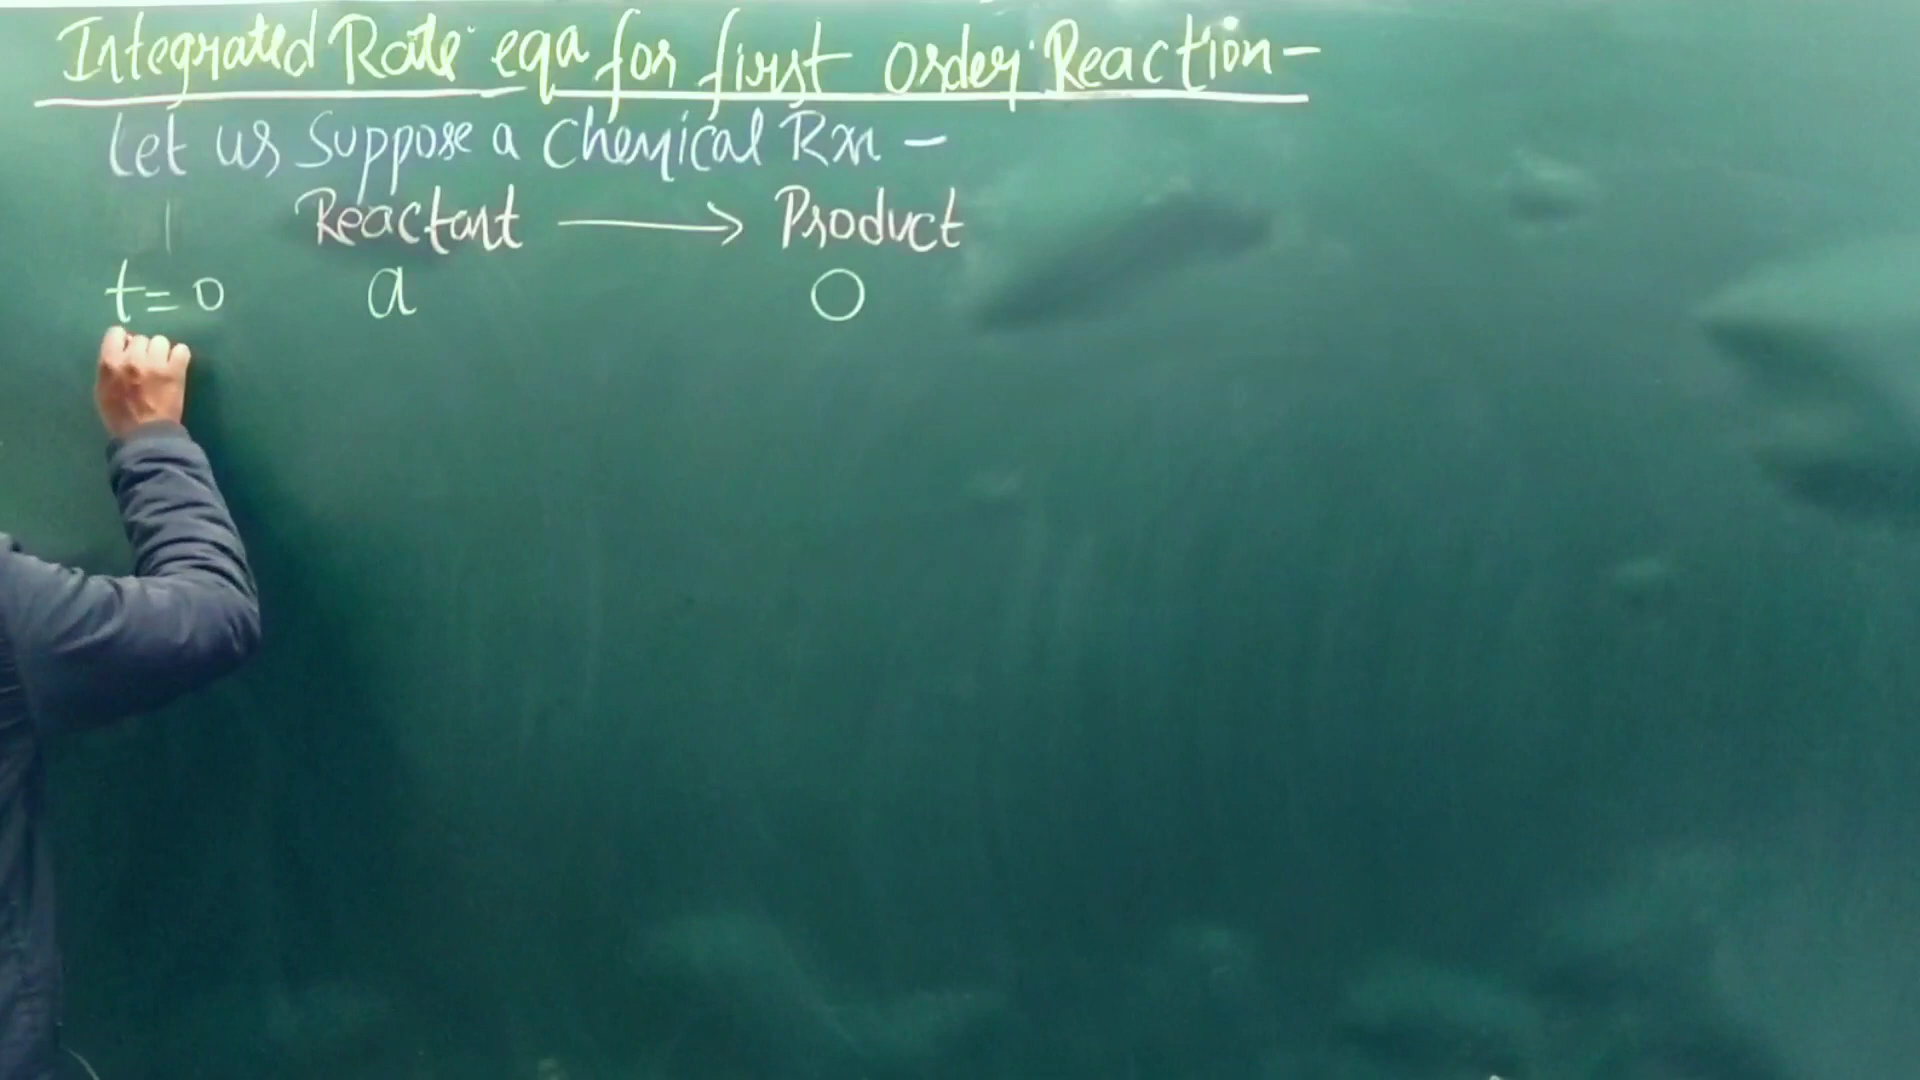 Integrated Rate eqn for first order Reaction-
Let us Suppose a Chemical Rxn -
Reactant → Product
t=0 a 0